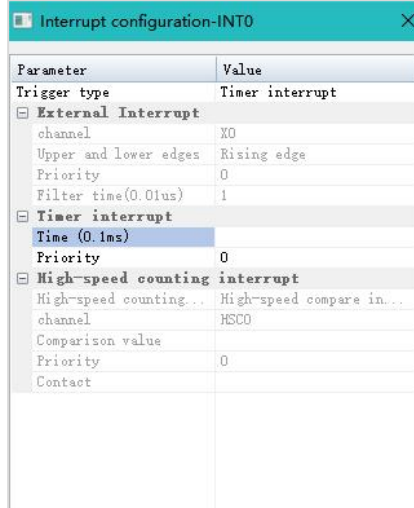 Interrupt configuration-INT0
Parameter Value
Trigger type Timer interrupt
External Interrupt
channel X0
Upper and lower edges Rising edge
Priority 0
Filter time(0.01us) 1
Timer interrupt
Time (0.1ms)
Priority 0
High-speed counting interrupt
High-speed counting... High-speed compare in...
channel HSC0
Comparison value
Priority 0
Contact